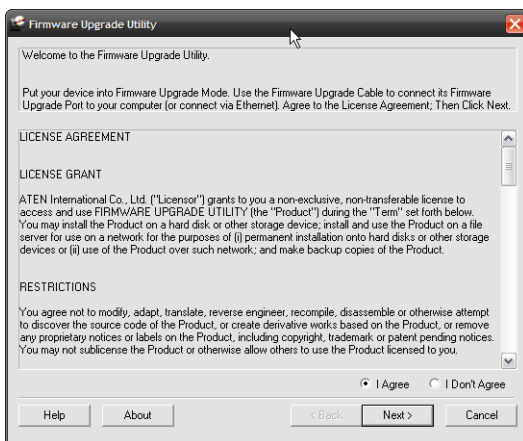 Firmware Upgrade Utility
Welcome to the Firmware Upgrade Utility.
Put your device into Firmware Upgrade Mode. Use the Firmware Upgrade Cable to connect its Firmware
Upgrade Port to your computer (or connect via Ethernet). Agree to the License Agreement; Then Click Next.
LICENSE AGREEMENT
LICENSE GRANT
ATEN International Co., Ltd. ("Licensor") grants to you a non-exclusive, non-transferable license to
access and use FIRMWARE UPGRADE UTILITY (the "Product") during the "Term" set forth below.
You may install the Product on a hard disk or other storage device; install and use the Product on a file
server for use on a network for the purposes of (i) permanent installation onto hard disks or other storage
devices or (ii) use of the Product over such network; and make backup copies of the Product.
RESTRICTIONS
You agree not to modify, adapt, translate, reverse engineer, recompile, disassemble or otherwise attempt
to discover the source code of the Product, or create derivative works based on the Product, or remove
any proprietary notices or labels on the Product, including copyright, trademark or patent pending notices.
You may not sublicense the Product or otherwise allow others to use the Product licensed to you.
I Agree I Don't Agree
Help About < Back Next > Cancel